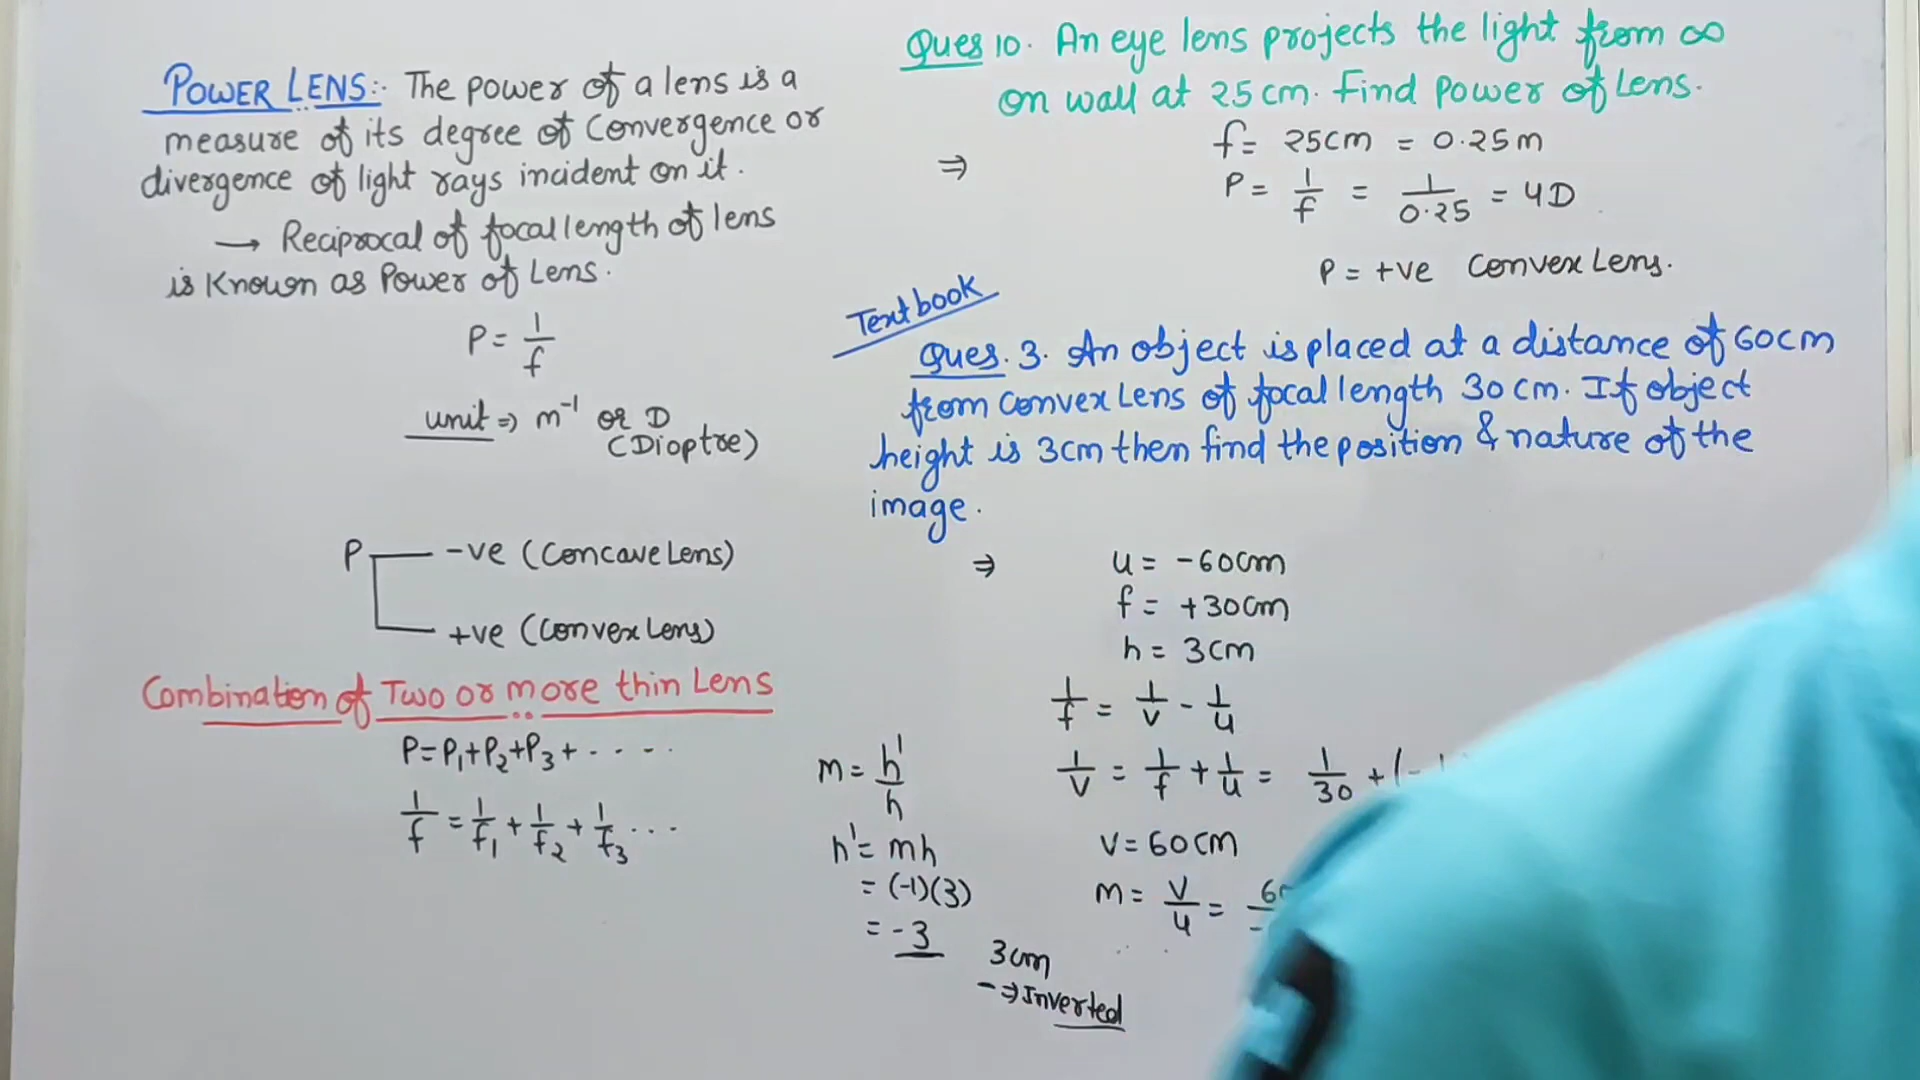 POWER LENS:- The power of a lens is a
measure of its degree of convergence or
divergence of light rays incident on it.
→ Reciprocal of focal length of lens
is known as Power of Lens.
P = 1/f
unit ⇒ m⁻¹ or D
(Dioptre)
P -ve (Concave Lens)
+ve (Convex Lens)
Combination of Two or more thin Lens
P = P₁+P₂+P₃+.....
1/f = 1/f₁ + 1/f₂ + 1/f₃ ...
Ques 10. An eye lens projects the light from ∞
on wall at 25cm. Find Power of Lens.
⇒ f = 25cm = 0.25m
P = 1/f = 1/0.25 = 4D
P = +ve Convex Lens.
Textbook
Ques. 3. An object is placed at a distance of 60cm
from convex Lens of focal length 30cm. If object
height is 3cm then find the position & nature of the
image.
⇒ u = -60cm
f = +30cm
h = 3cm
1/f = 1/v - 1/u
1/v = 1/f + 1/u = 1/30 + (-
v = 60cm
m = v/u =
m = h'/h
h' = mh
= (-1)(3)
= -3
3cm
- ⇒ Inverted